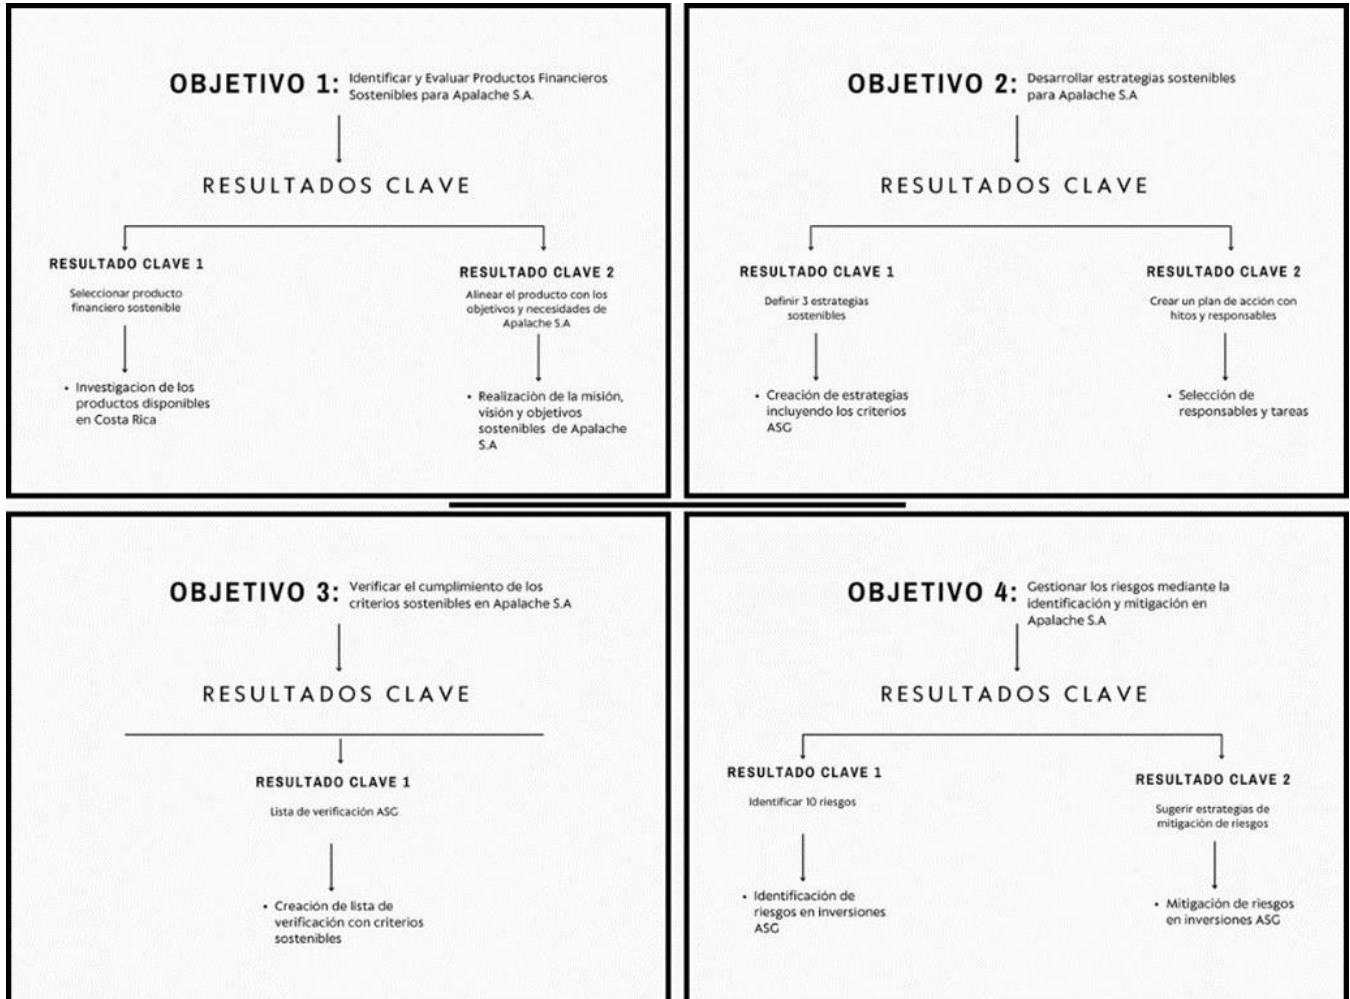 OBJETIVO 1:
Identificar y Evaluar Productos Financieros
Sostenibles para Apalache S.A.
RESULTADOS CLAVE
RESULTADO CLAVE 1
Seleccionar producto
financiero sostenible
• Investigacion de los
productos disponibles
en Costa Rica
RESULTADO CLAVE 2
Alinear el producto con los
objetivos y necesidades de
Apalache S.A
• Realización de la misión,
visión y objetivos
sostenibles de Apalache
S.A
OBJETIVO 2:
Desarrollar estrategias sostenibles
para Apalache S.A
RESULTADOS CLAVE
RESULTADO CLAVE 1
Definir 3 estrategias
sostenibles
• Creación de estrategias
incluyendo los criterios
ASG
RESULTADO CLAVE 2
Crear un plan de acción con
hitos y responsables
• Selección de
responsables y tareas
OBJETIVO 3:
Verificar el cumplimiento de los
criterios sostenibles en Apalache S.A
RESULTADOS CLAVE
RESULTADO CLAVE 1
Lista de verificación ASG
• Creación de lista de
verificación con criterios
sostenibles
OBJETIVO 4:
Gestionar los riesgos mediante la
identificación y mitigación en
Apalache S.A
RESULTADOS CLAVE
RESULTADO CLAVE 1
Identificar 10 riesgos
• Identificación de
riesgos en inversiones
ASG
RESULTADO CLAVE 2
Sugerir estrategias de
mitigación de riesgos
• Mitigación de riesgos
en inversiones ASG